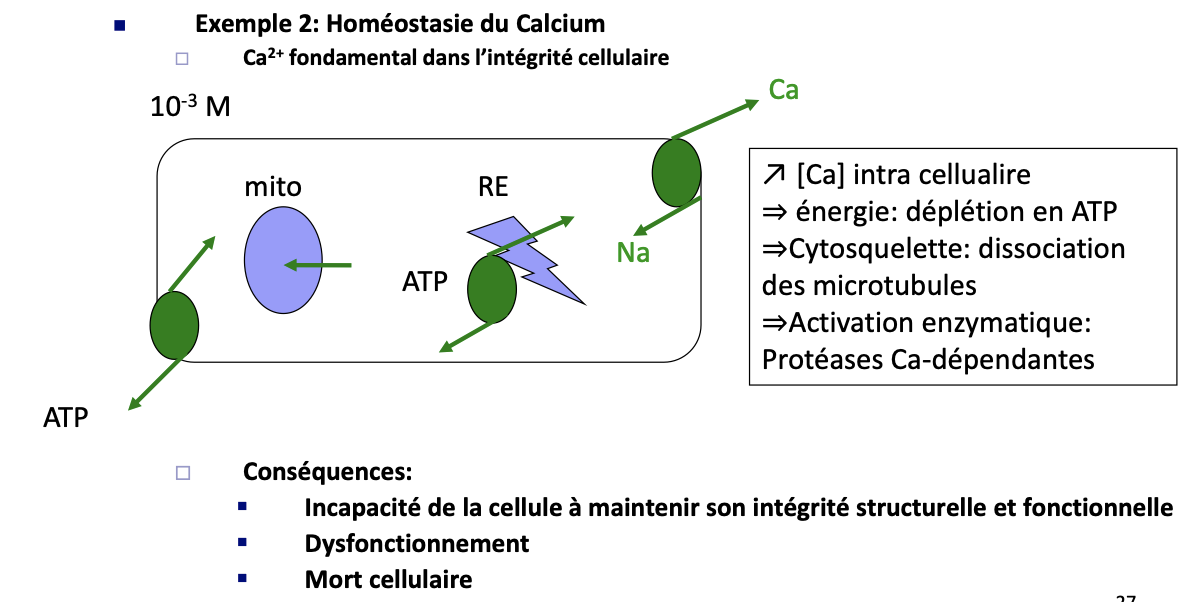 Exemple 2: Homéostasie du Calcium
Ca²⁺ fondamental dans l’intégrité cellulaire
10⁻³ M
Ca
mito
RE
Na
ATP
ATP
↗ [Ca] intra cellualire
⇒ énergie: déplétion en ATP
⇒Cytosquelette: dissociation
des microtubules
⇒Activation enzymatique:
Protéases Ca-dépendantes
Conséquences:
Incapacité de la cellule à maintenir son intégrité structurelle et fonctionnelle
Dysfonctionnement
Mort cellulaire